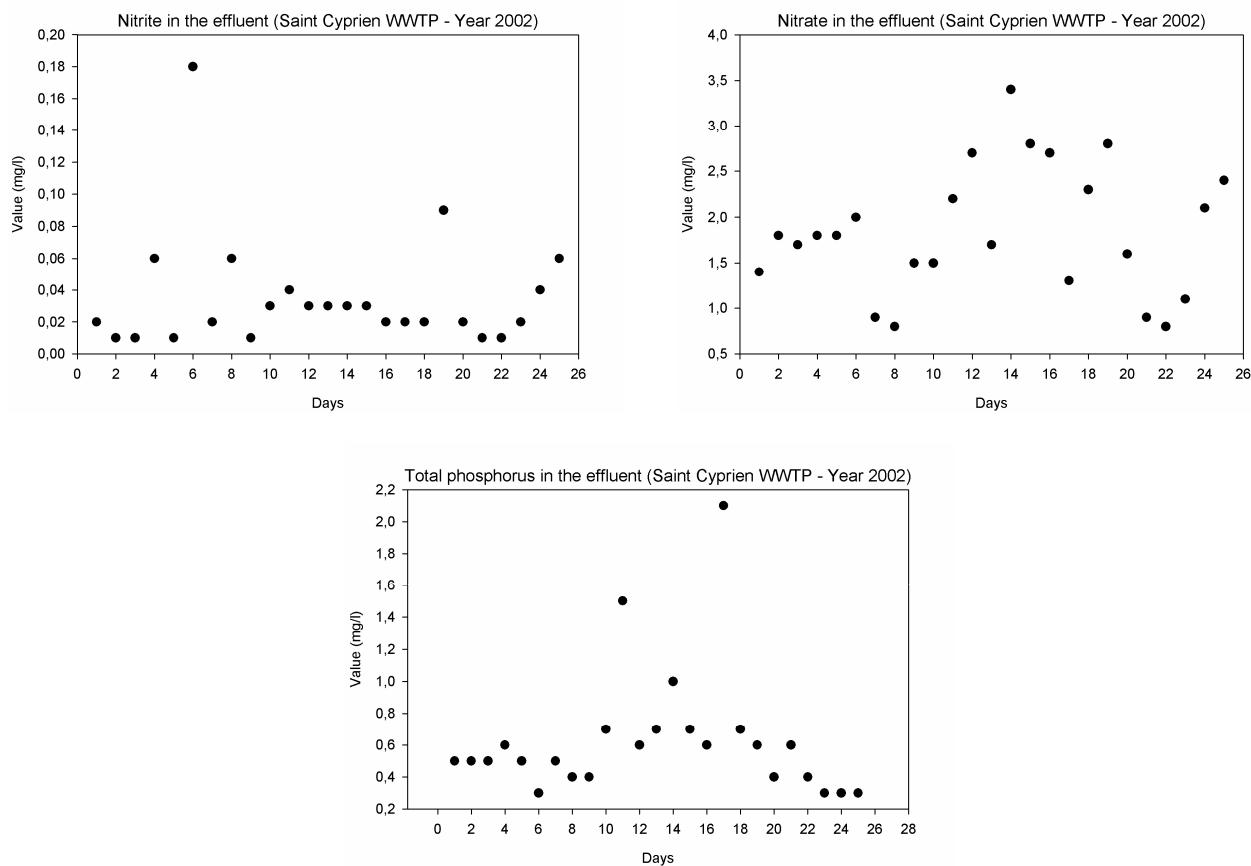 Nitrite in the effluent (Saint Cyprien WWTP - Year 2002)
0,20
0,18
0,16
0,14
0,12
0,10
0,08
0,06
0,04
0,02
0,00
Value (mg/l)
0 2 4 6 8 10 12 14 16 18 20 22 24 26
Days
Nitrate in the effluent (Saint Cyprien WWTP - Year 2002)
4,0
3,5
3,0
2,5
2,0
1,5
1,0
0,5
Value (mg/l)
0 2 4 6 8 10 12 14 16 18 20 22 24 26
Days
Total phosphorus in the effluent (Saint Cyprien WWTP - Year 2002)
2,2
2,0
1,8
1,6
1,4
1,2
1,0
0,8
0,6
0,4
0,2
Value (mg/l)
0 2 4 6 8 10 12 14 16 18 20 22 24 26 28
Days